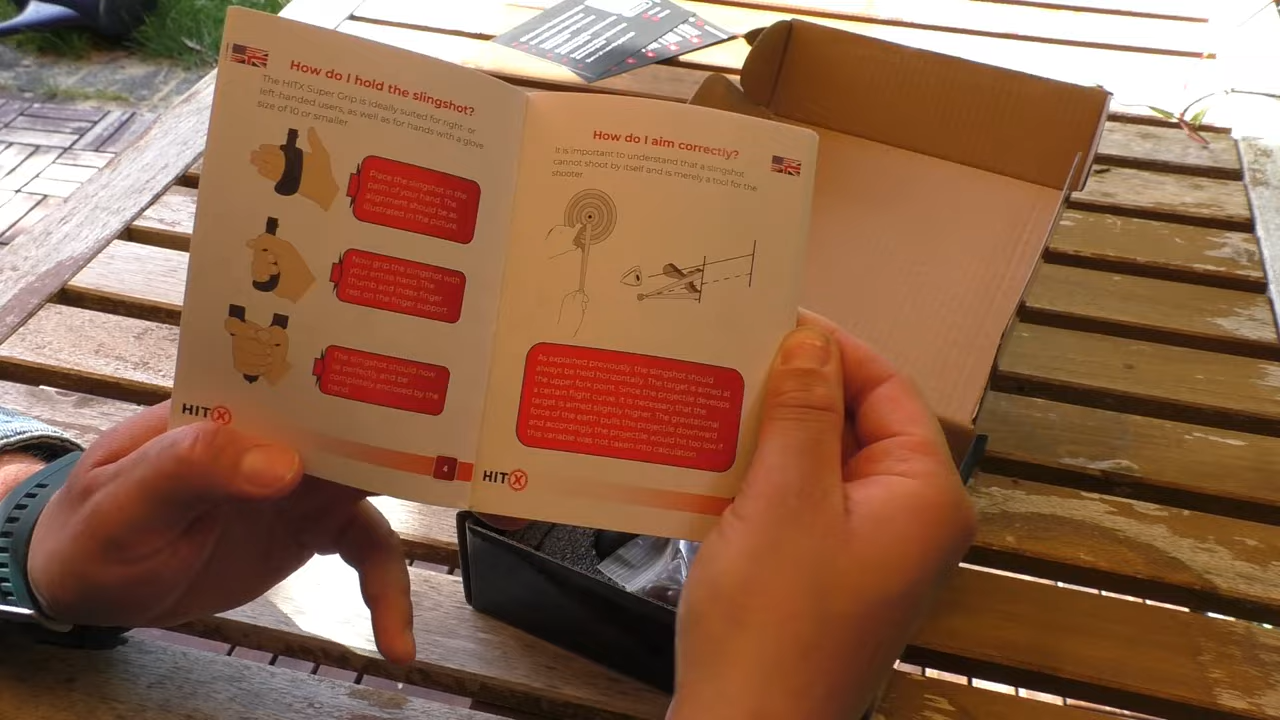 How do I hold the slingshot?
The HITX Super Grip is ideally suited for right- or
left-handed users, as well as for hands with a glove
size of 10 or smaller
Place the slingshot in the
palm of your hand. The
alignment should be as
illustrated in the picture.
Now grip the slingshot with
your entire hand. The
thumb and index finger
rest on the finger support.
The slingshot should now
lie perfectly and be
completely enclosed by the
hand.
HITX
4
How do I aim correctly?
It is important to understand that a slingshot
cannot shoot by itself and is merely a tool for the
shooter.
As explained previously, the slingshot should
always be held horizontally. The target is aimed at
the upper fork point. Since the projectile develops
a certain flight curve, it is necessary that the
target is aimed slightly higher. The gravitational
force of the earth pulls the projectile downward
and accordingly the projectile would hit too low if
this variable was not taken into calculation.
HITX